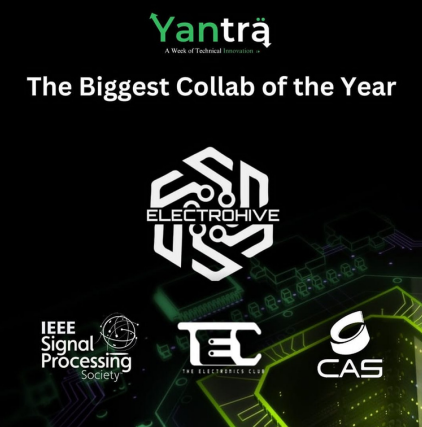 Yanträ
A Week of Technical Innovation
The Biggest Collab of the Year
ELECTROHIVE
IEEE
Signal
Processing
Society
TEC
THE ELECTRONICS CLUB
CAS